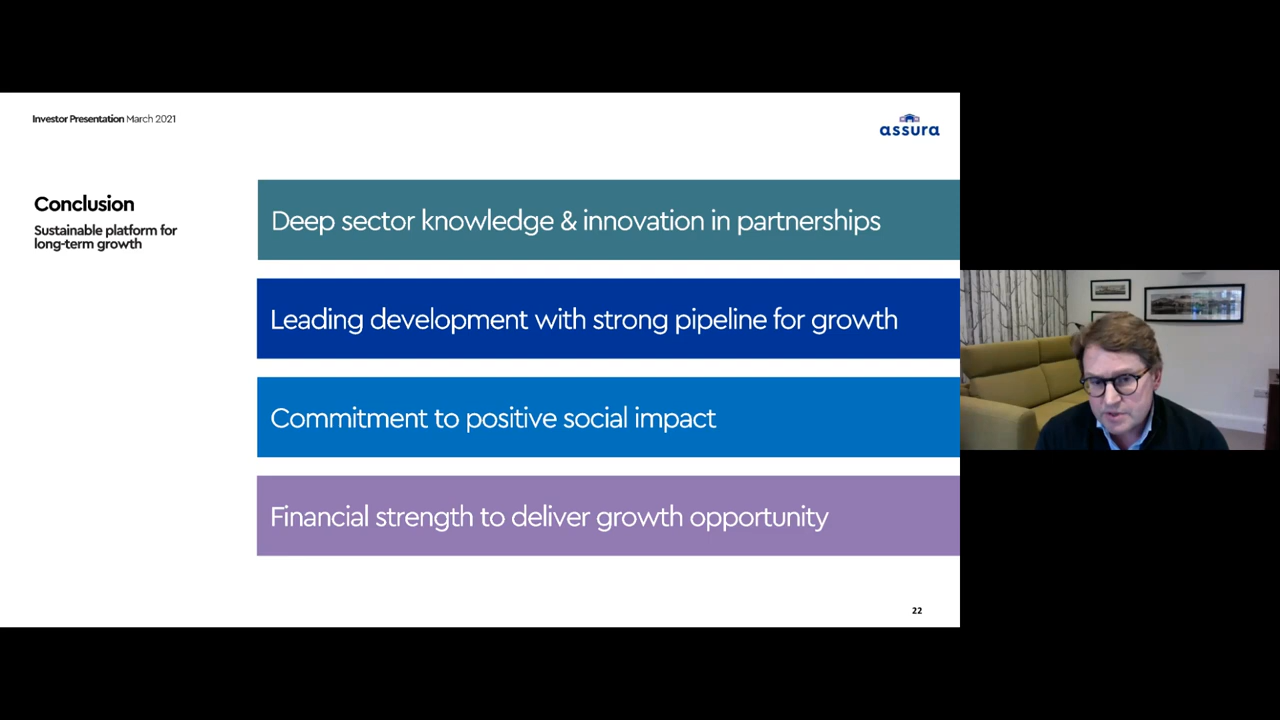 Investor Presentation March 2021
assura
Conclusion
Sustainable platform for
long-term growth
Deep sector knowledge & innovation in partnerships
Leading development with strong pipeline for growth
Commitment to positive social impact
Financial strength to deliver growth opportunity
22